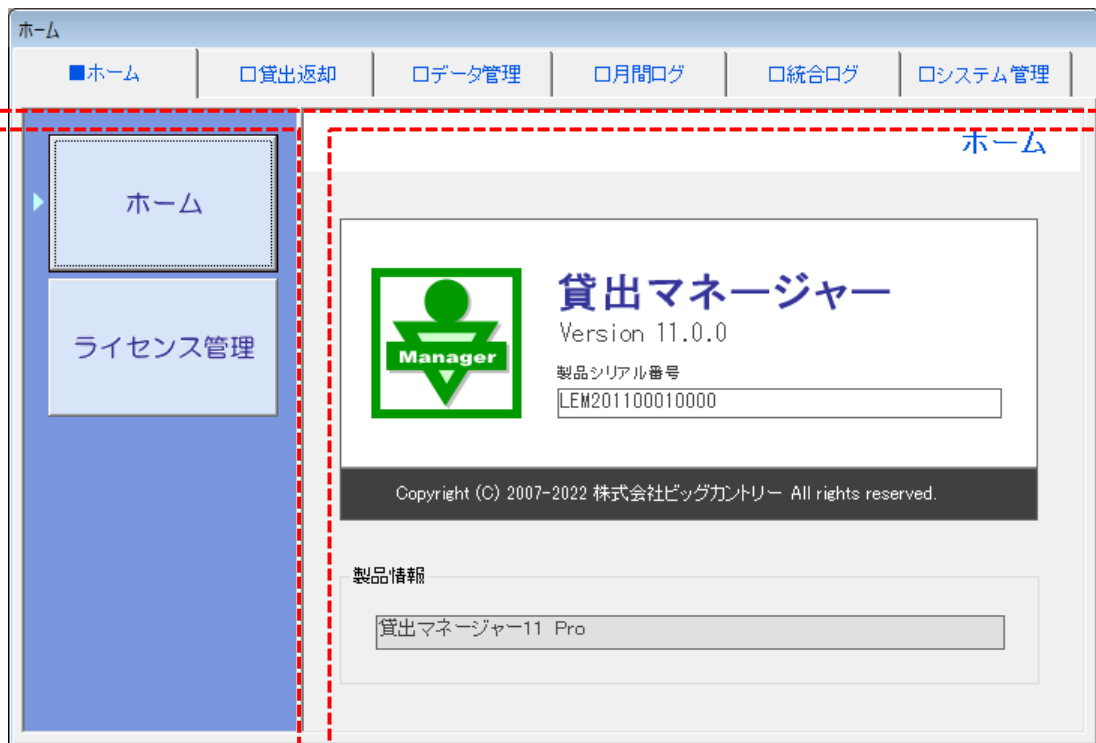 ホーム
■ホーム □貸出返却 □データ管理 □月間ログ □統合ログ □システム管理
ホーム
ホーム
ライセンス管理
Manager
貸出マネージャー
Version 11.0.0
製品シリアル番号
LEM201100010000
Copyright (C) 2007-2022 株式会社ビッグカントリー All rights reserved.
製品情報
貸出マネージャー11 Pro